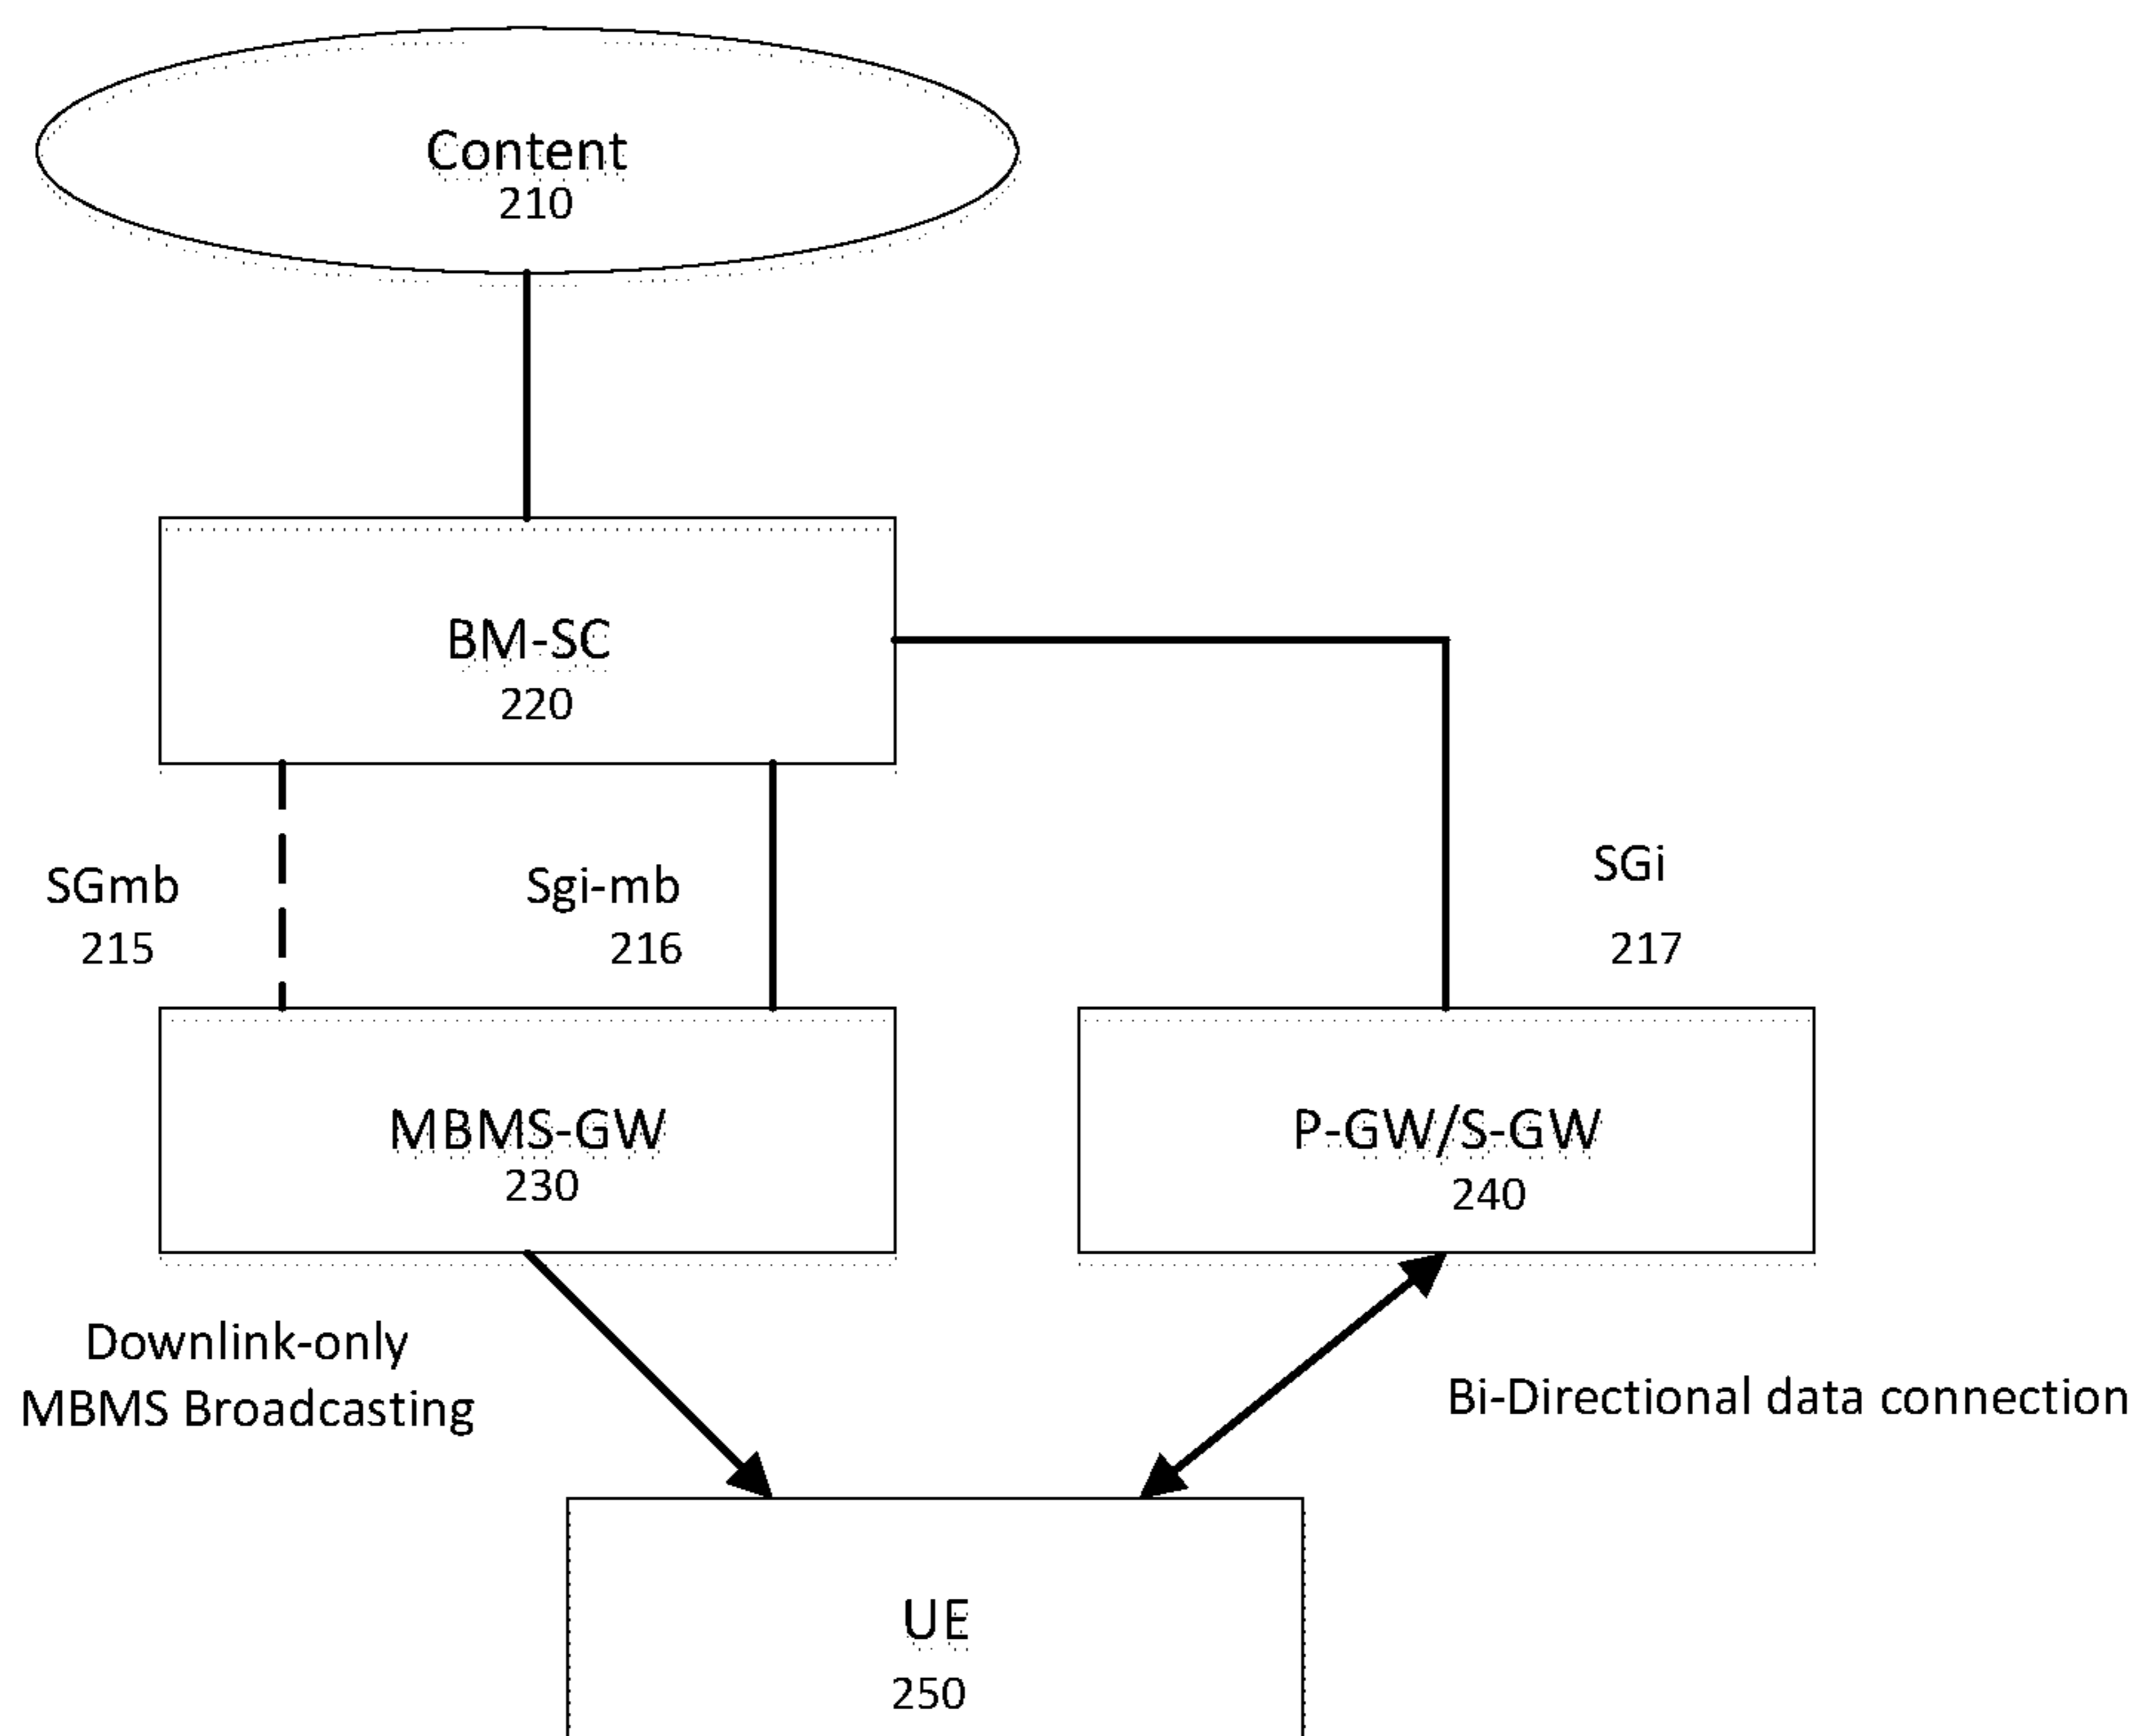 Content
210
BM-SC
220
SGmb
215
Sgi-mb
216
SGi
217
MBMS-GW
230
P-GW/S-GW
240
Downlink-only
MBMS Broadcasting
Bi-Directional data connection
UE
250